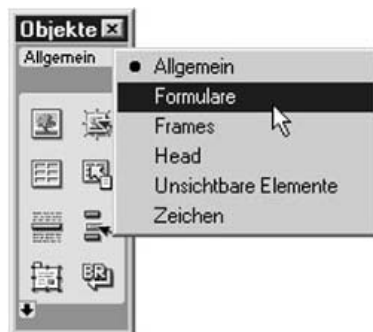 Objekte
Allgemein
Allgemein
Formulare
Frames
Head
Unsichtbare Elemente
Zeichen
BR